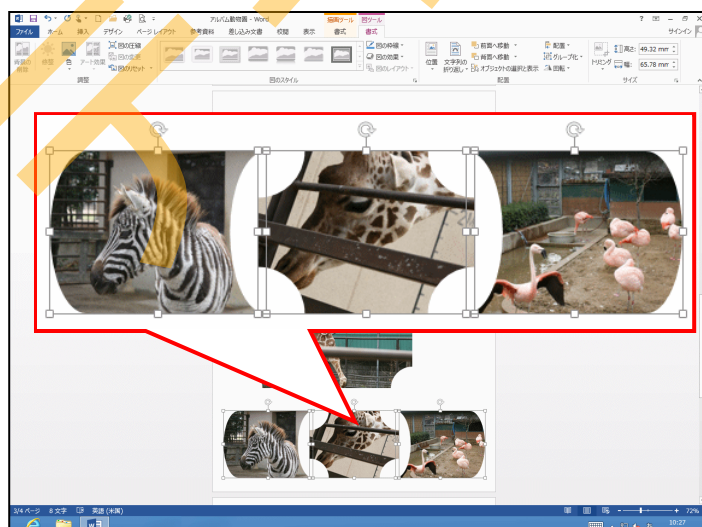 アルバム動物園 - Word
描画ツール 図ツール
ファイル ホーム 挿入 デザイン ページ レイアウト 参考資料 差し込み文書 校閲 表示 書式 書式 サインイン
背景の削除 修整 色 アート効果
図の圧縮
図の変更
図のリセット
図の枠線
図の効果
図のレイアウト
位置 文字列の折り返し
前面へ移動
背面へ移動
オブジェクトの選択と表示
配置
グループ化
回転
トリミング
高さ: 49.32 mm
幅: 65.78 mm
調整 図のスタイル 配置 サイズ
3/4 ページ 8 文字 英語 (米国) 72%
10:27